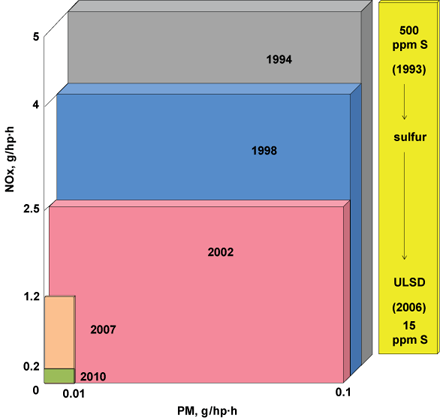 5
4
2.5
1.2
0.2
0
NOx, g/hp·h
1994
1998
2002
2007
2010
0.01
0.1
PM, g/hp·h
500
ppm S
(1993)
sulfur
ULSD
(2006)
15
ppm S